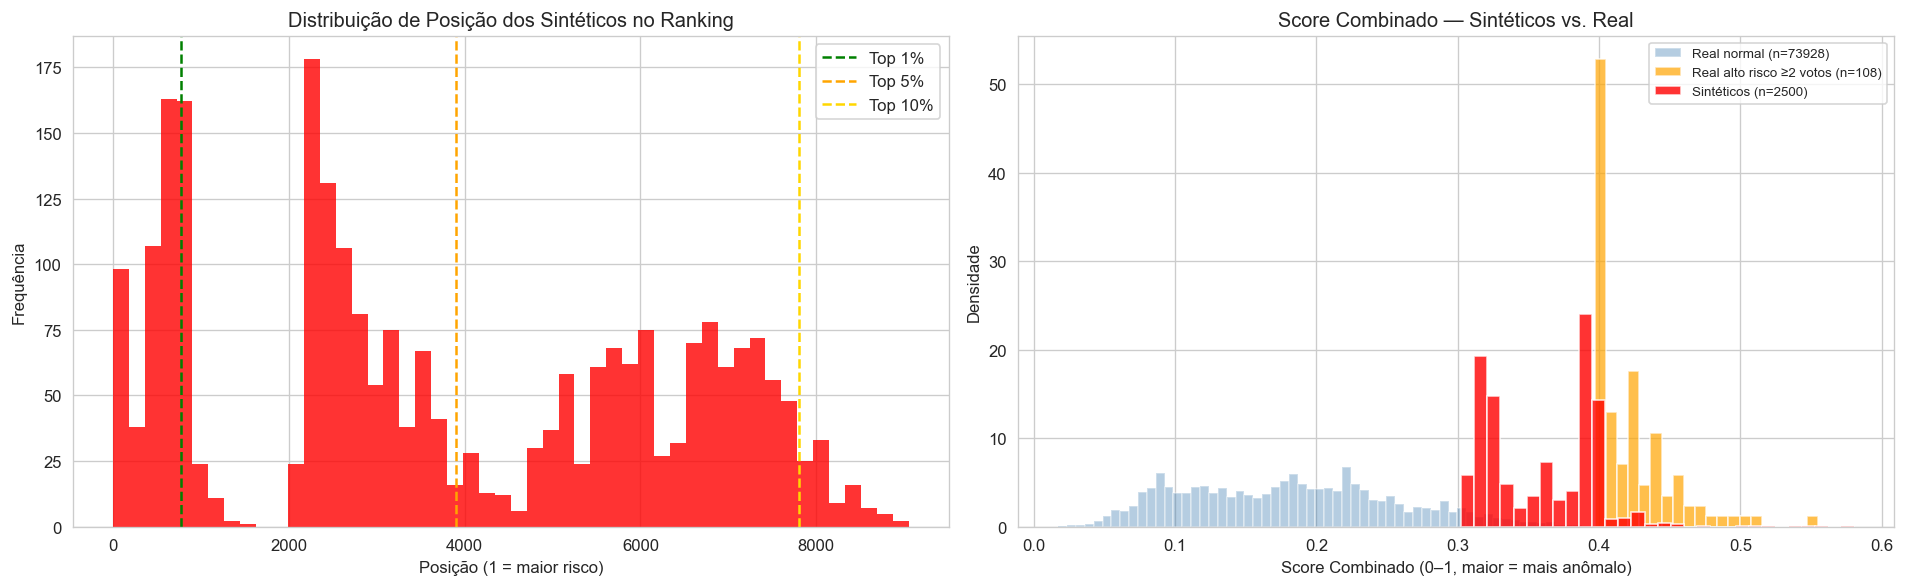 Distribuição de Posição dos Sintéticos no Ranking
Top 1%
Top 5%
Top 10%
175
150
125
100
75
50
25
0
Frequência
0 2000 4000 6000 8000
Posição (1 = maior risco)
Score Combinado — Sintéticos vs. Real
Real normal (n=73928)
Real alto risco ≥2 votos (n=108)
Sintéticos (n=2500)
50
40
30
20
10
0
Densidade
0.0 0.1 0.2 0.3 0.4 0.5 0.6
Score Combinado (0–1, maior = mais anômalo)